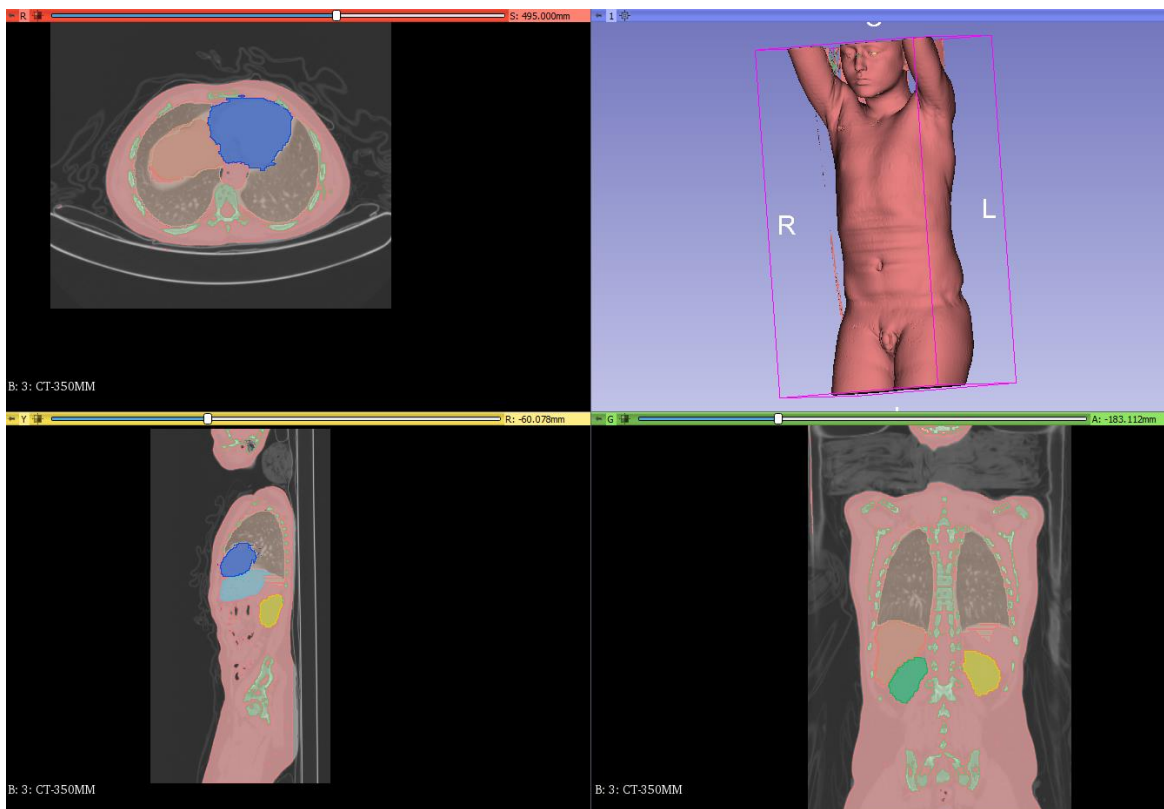 R
S: 495.000mm
B: 3: CT-350MM
1
R
L
Y
R: -60.078mm
B: 3: CT-350MM
G
A: -183.112mm
B: 3: CT-350MM